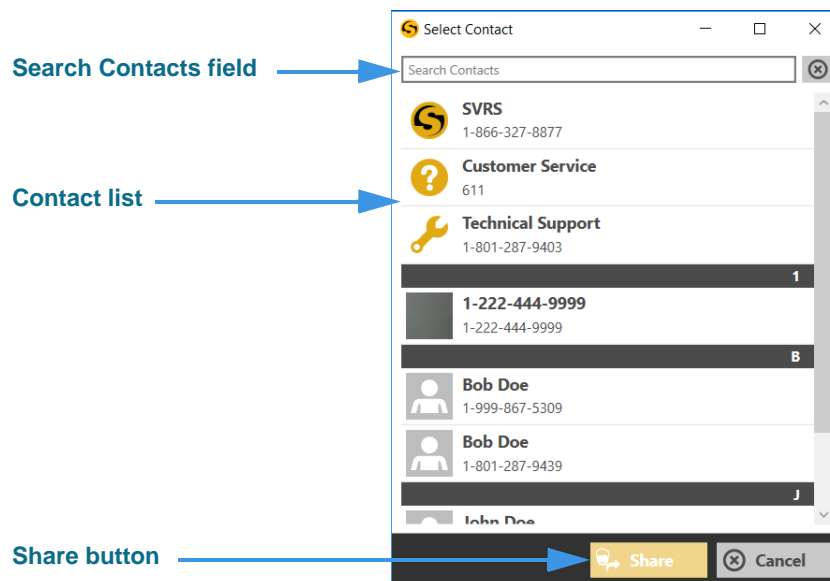 Select Contact
Search Contacts field
Search Contacts
SVRS
1-866-327-8877
Customer Service
611
Contact list
Technical Support
1-801-287-9403
1
1-222-444-9999
1-222-444-9999
B
Bob Doe
1-999-867-5309
Bob Doe
1-801-287-9439
J
John Doe
Share button
Share
Cancel